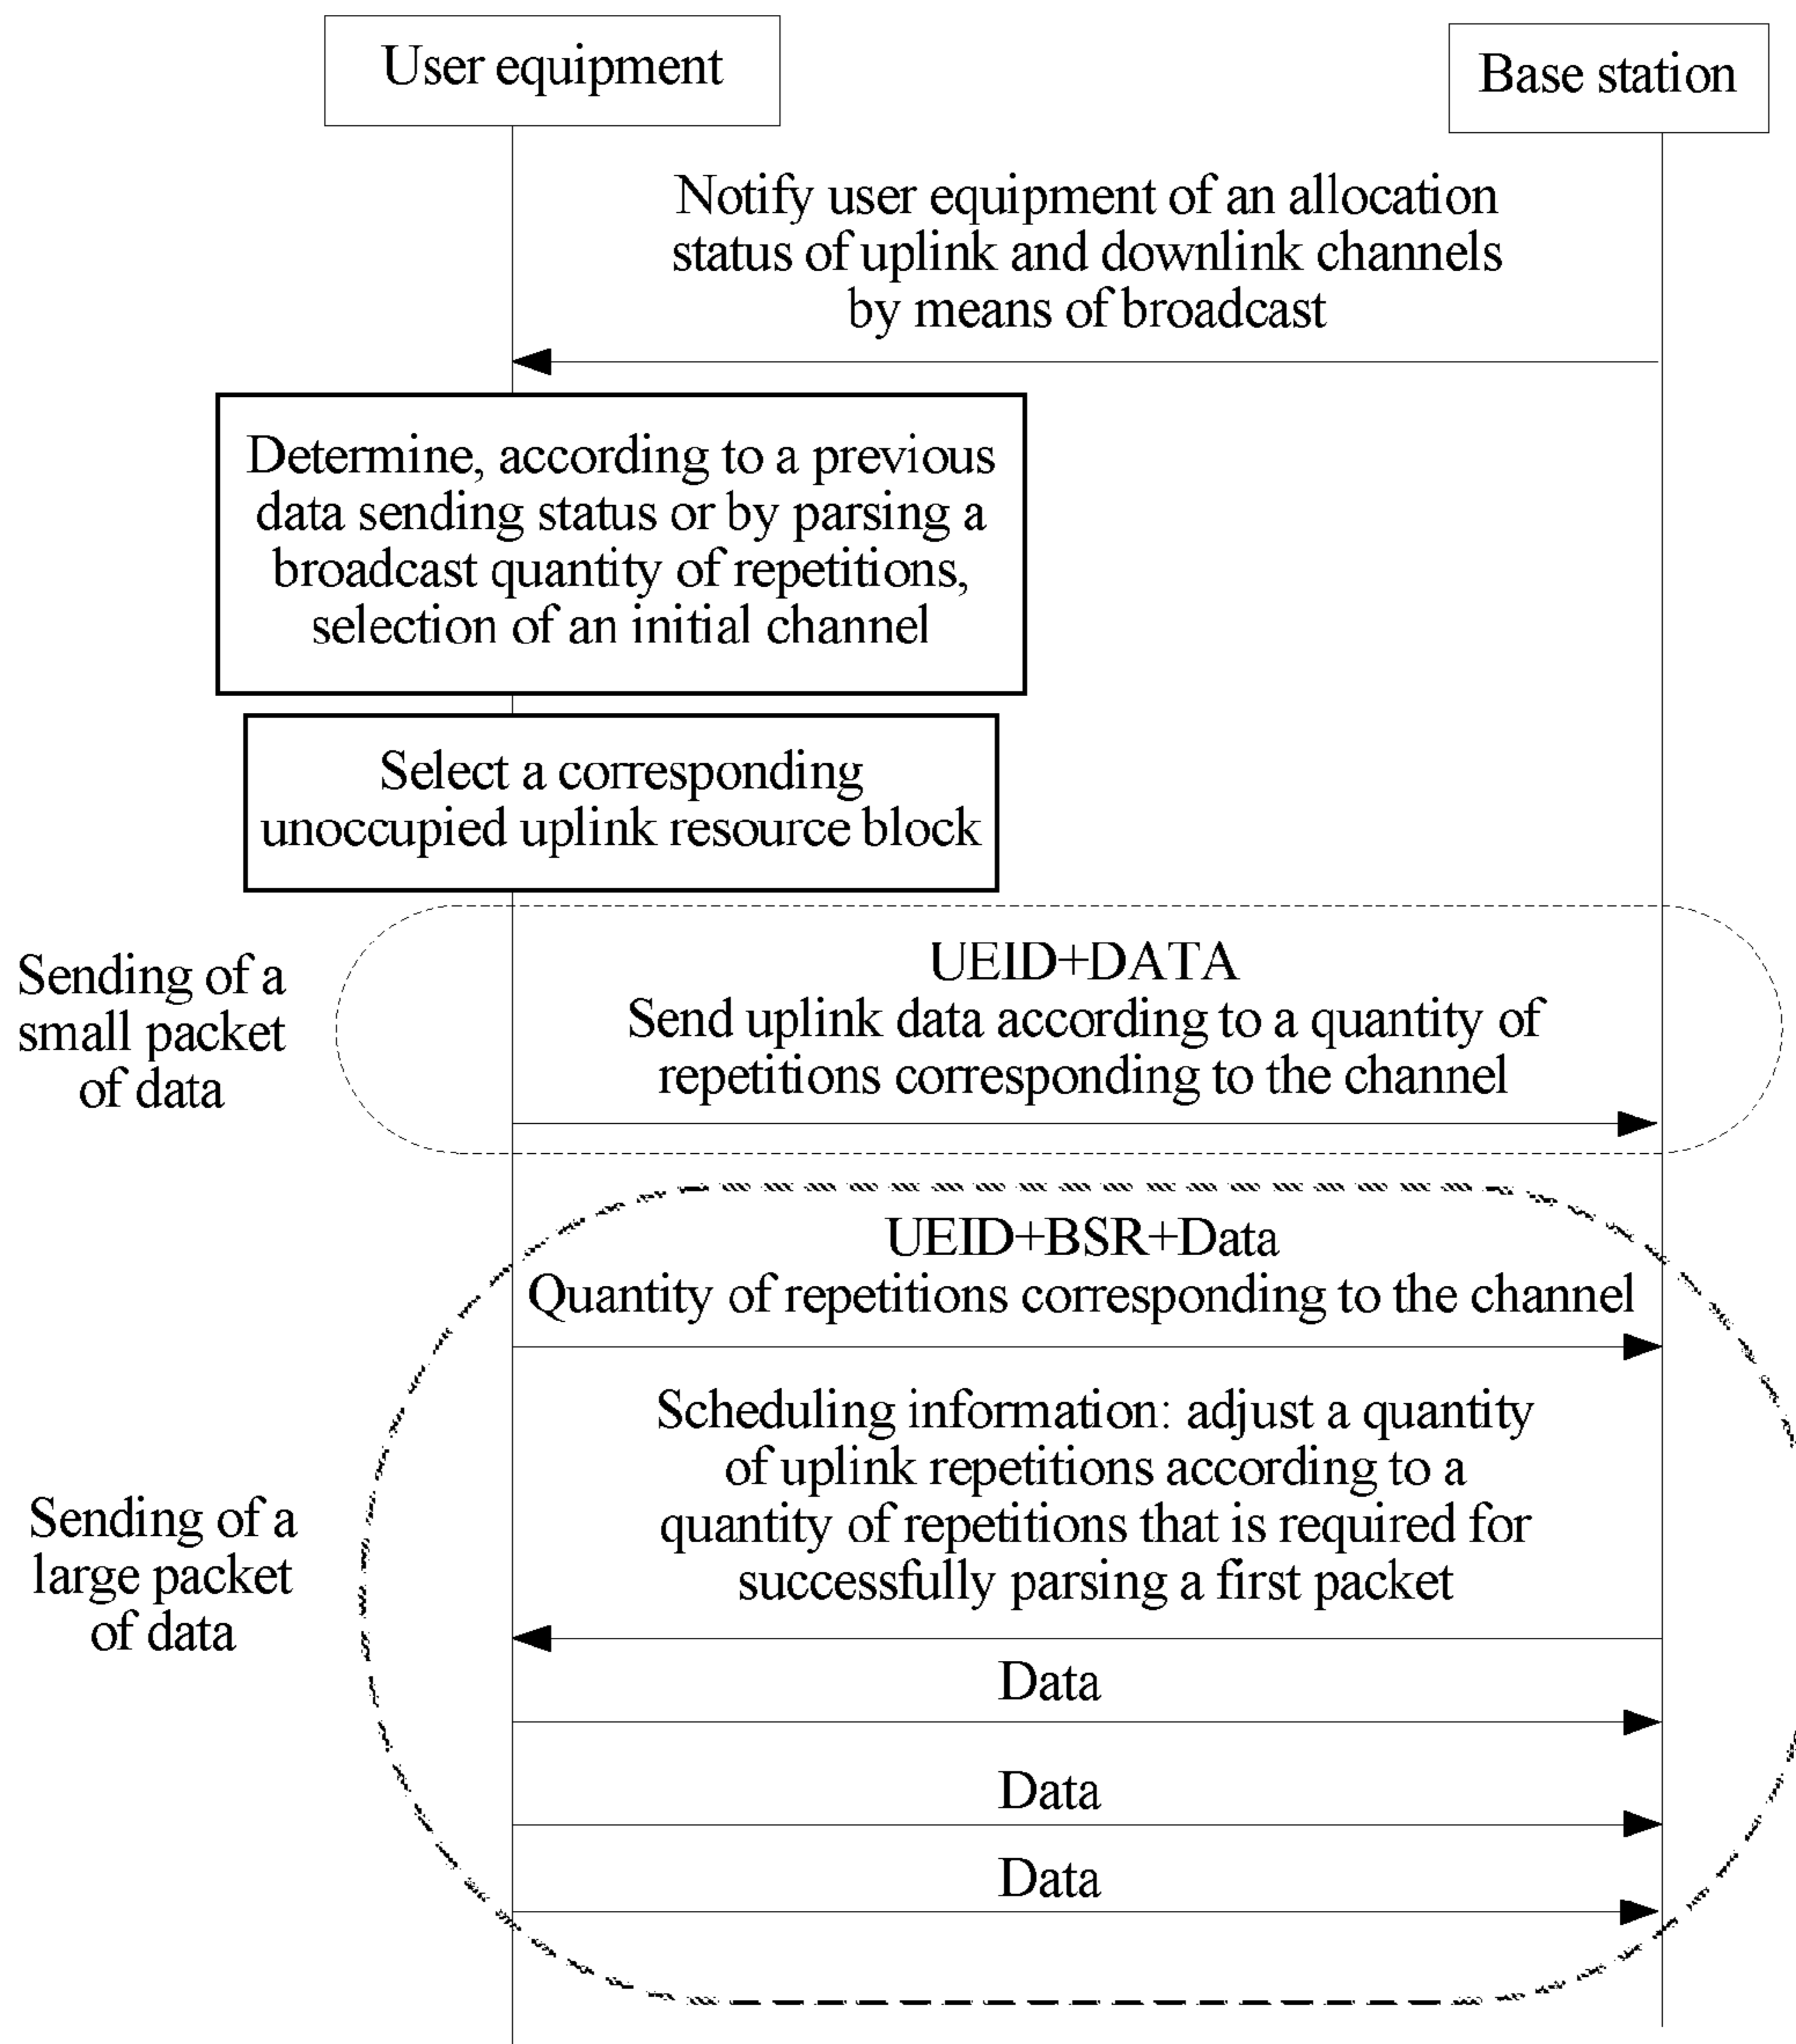 User equipment
Base station
Notify user equipment of an allocation
status of uplink and downlink channels
by means of broadcast
Determine, according to a previous
data sending status or by parsing a
broadcast quantity of repetitions,
selection of an initial channel
Select a corresponding
unoccupied uplink resource block
Sending of a
small packet
of data
UEID+DATA
Send uplink data according to a quantity of
repetitions corresponding to the channel
UEID+BSR+Data
Quantity of repetitions corresponding to the channel
Sending of a
large packet
of data
Scheduling information: adjust a quantity
of uplink repetitions according to a
quantity of repetitions that is required for
successfully parsing a first packet
Data
Data
Data